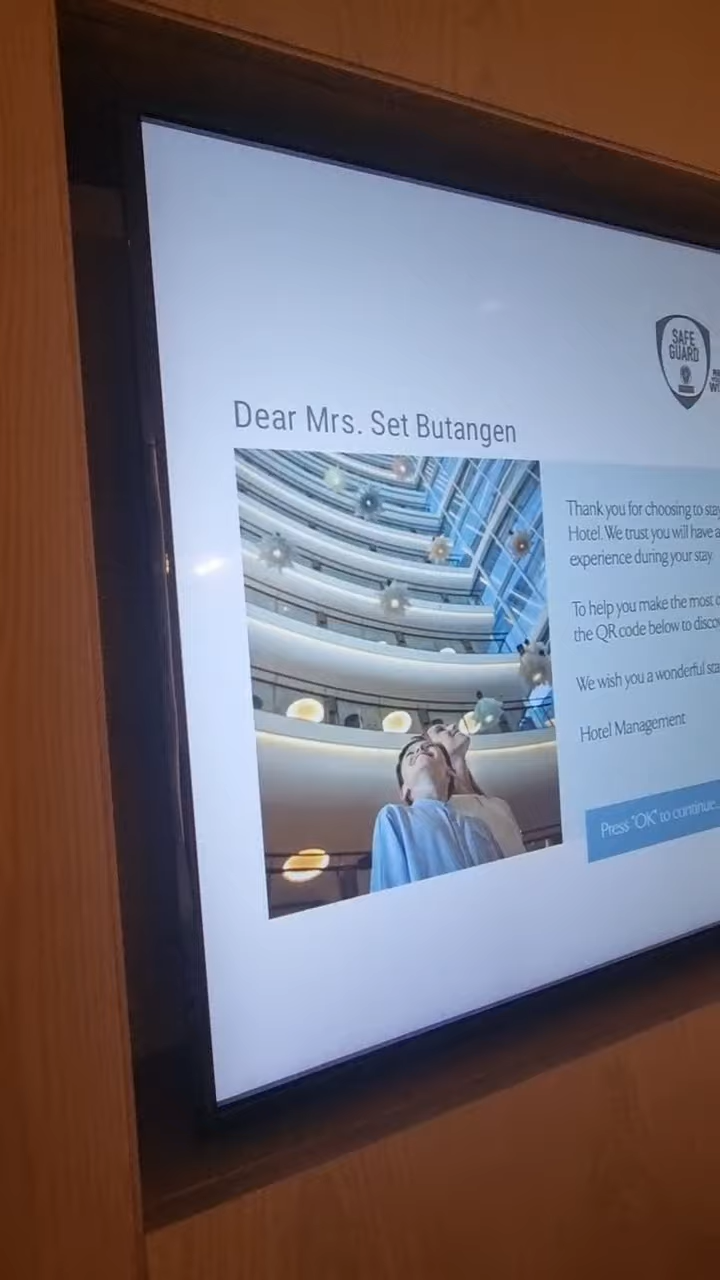 SAFE
GUARD
Dear Mrs. Set Butangen
Thank you for choosing to stay
Hotel. We trust you will have a
experience during your stay
To help you make the most
the QR code below to
We wish you a wonderful
Hotel Management
Press "OK" to continue...